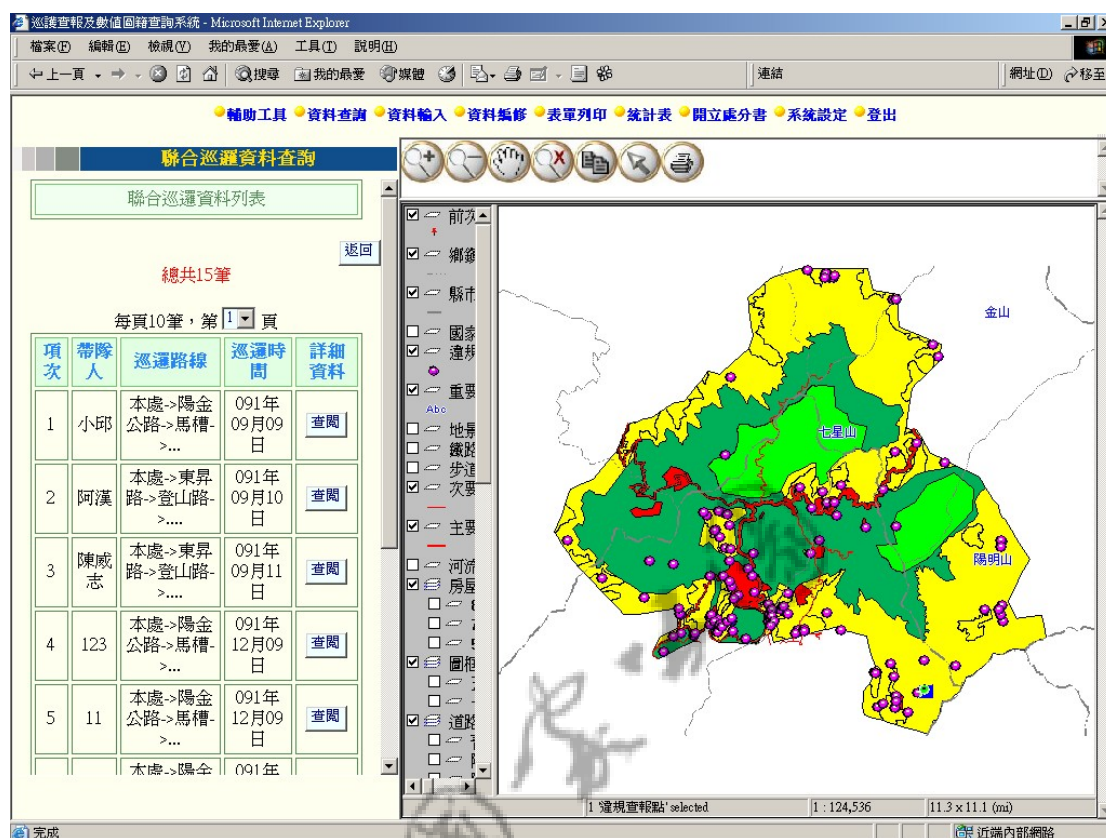 巡護查報及數值圖籍查詢系統 - Microsoft Internet Explorer
檔案(F) 編輯(E) 檢視(V) 我的最愛(A) 工具(T) 說明(H)
上一頁 搜尋 我的最愛 媒體 連結 網址(D) 移至
輔助工具 資料查詢 資料輸入 資料編修 表單列印 統計表 開立處分書 系統設定 登出
聯合巡邏資料查詢
聯合巡邏資料列表
返回
總共15筆
每頁10筆，第 1 頁
項次 帶隊人 巡邏路線 巡邏時間 詳細資料
1 小邱 本處->陽金公路->馬槽->... 091年09月09日 查閱
2 阿漢 本處->東昇路->登山路->.... 091年09月10日 查閱
3 陳威志 本處->東昇路->登山路->.... 091年09月11日 查閱
4 123 本處->陽金公路->馬槽->... 091年12月09日 查閱
5 11 本處->陽金公路->馬槽->... 091年12月09日 查閱
本處->陽金 091年
前次
鄉鎮
縣市
國家
違規
重要
Abc
地景
鐵路
步道
次要
主要
河流
房屋
圖框
道路
金山
七星山
陽明山
1 '違規查報點' selected 1 : 124,536 11.3 x 11.1 (mi)
完成 近端內部網路